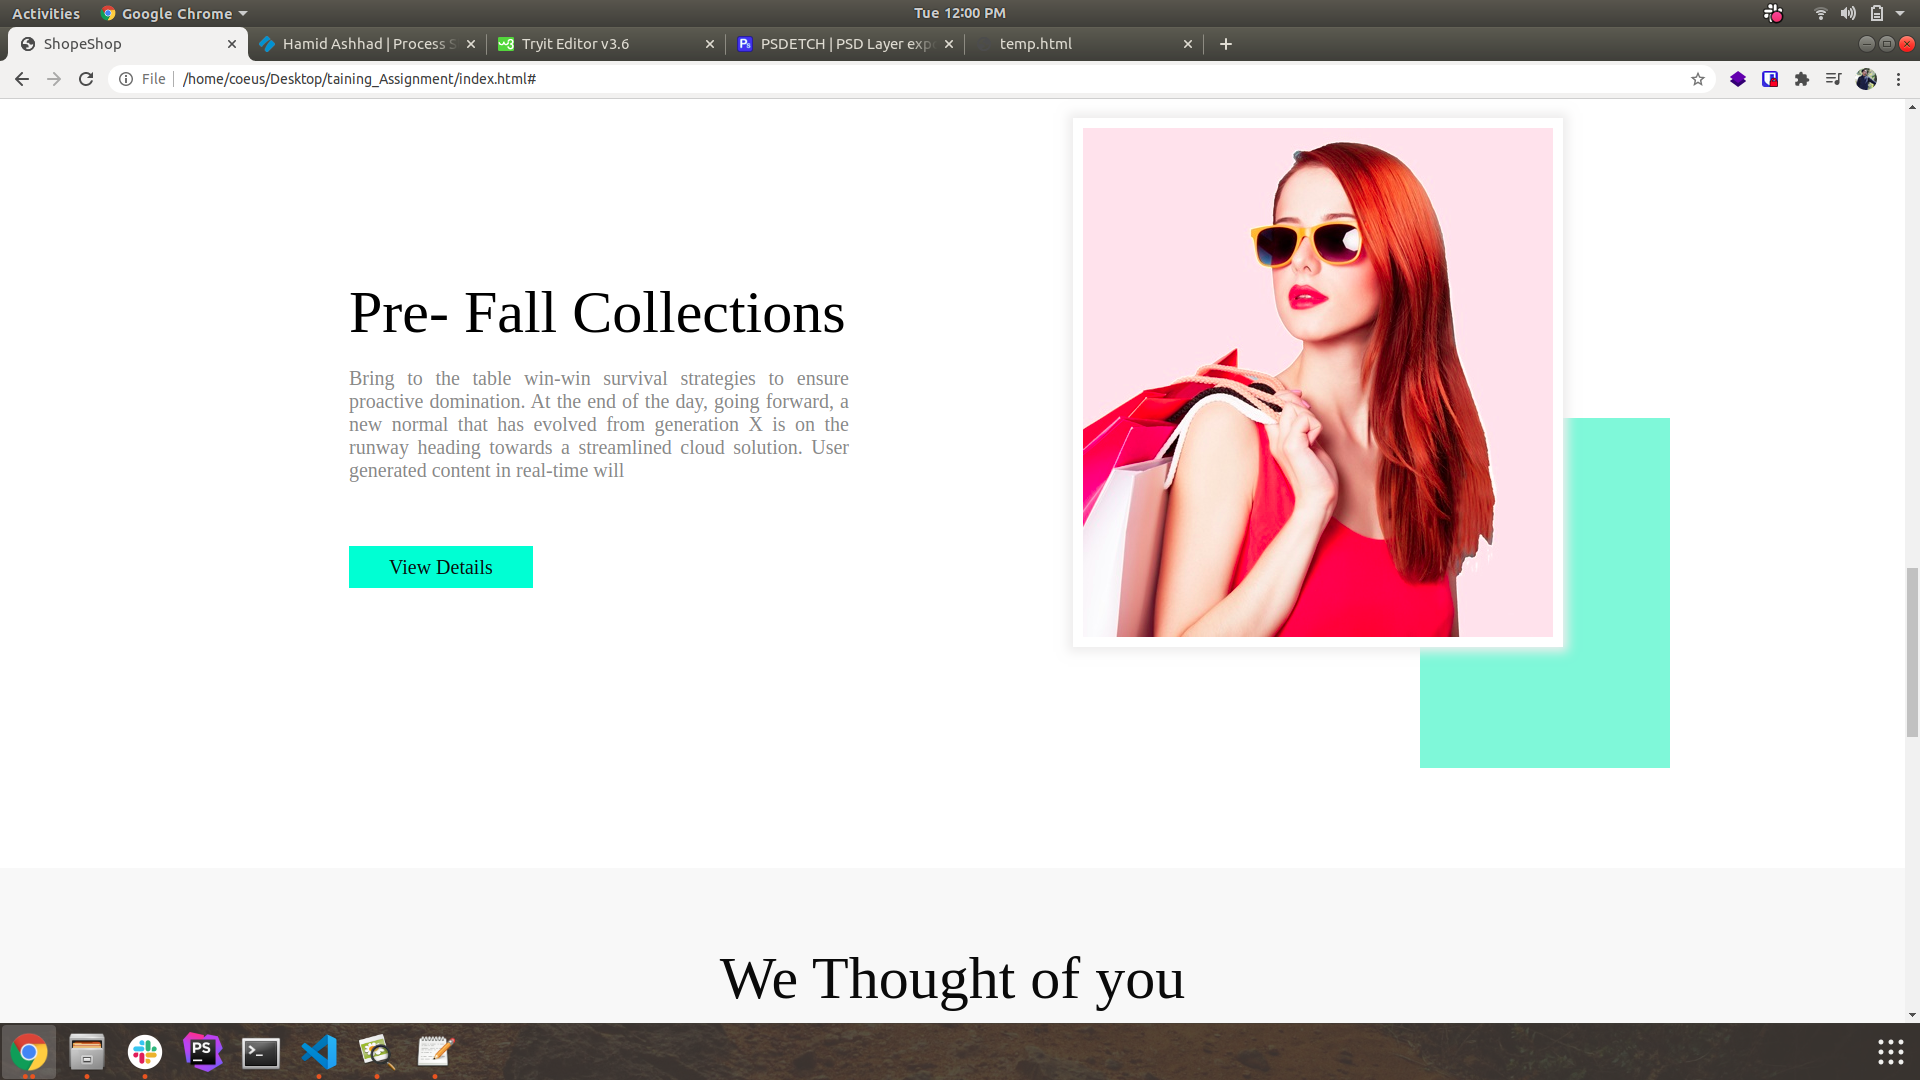 Activities
Google Chrome
Tue 12:00 PM
ShopeShop
Hamid Ashhad | Process S
Tryit Editor v3.6
PSDETCH | PSD Layer expo
temp.html
File
/home/coeus/Desktop/taining_Assignment/index.html#
Pre- Fall Collections
Bring to the table win-win survival strategies to ensure
proactive domination. At the end of the day, going forward, a
new normal that has evolved from generation X is on the
runway heading towards a streamlined cloud solution. User
generated content in real-time will
View Details
We Thought of you
PS